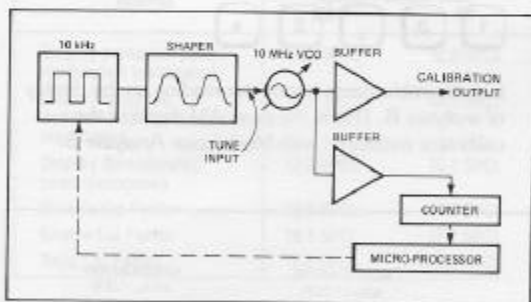 10 kHz
SHAPER
10 MHz VCO
BUFFER
CALIBRATION
OUTPUT
TUNE
INPUT
BUFFER
COUNTER
MICRO-PROCESSOR